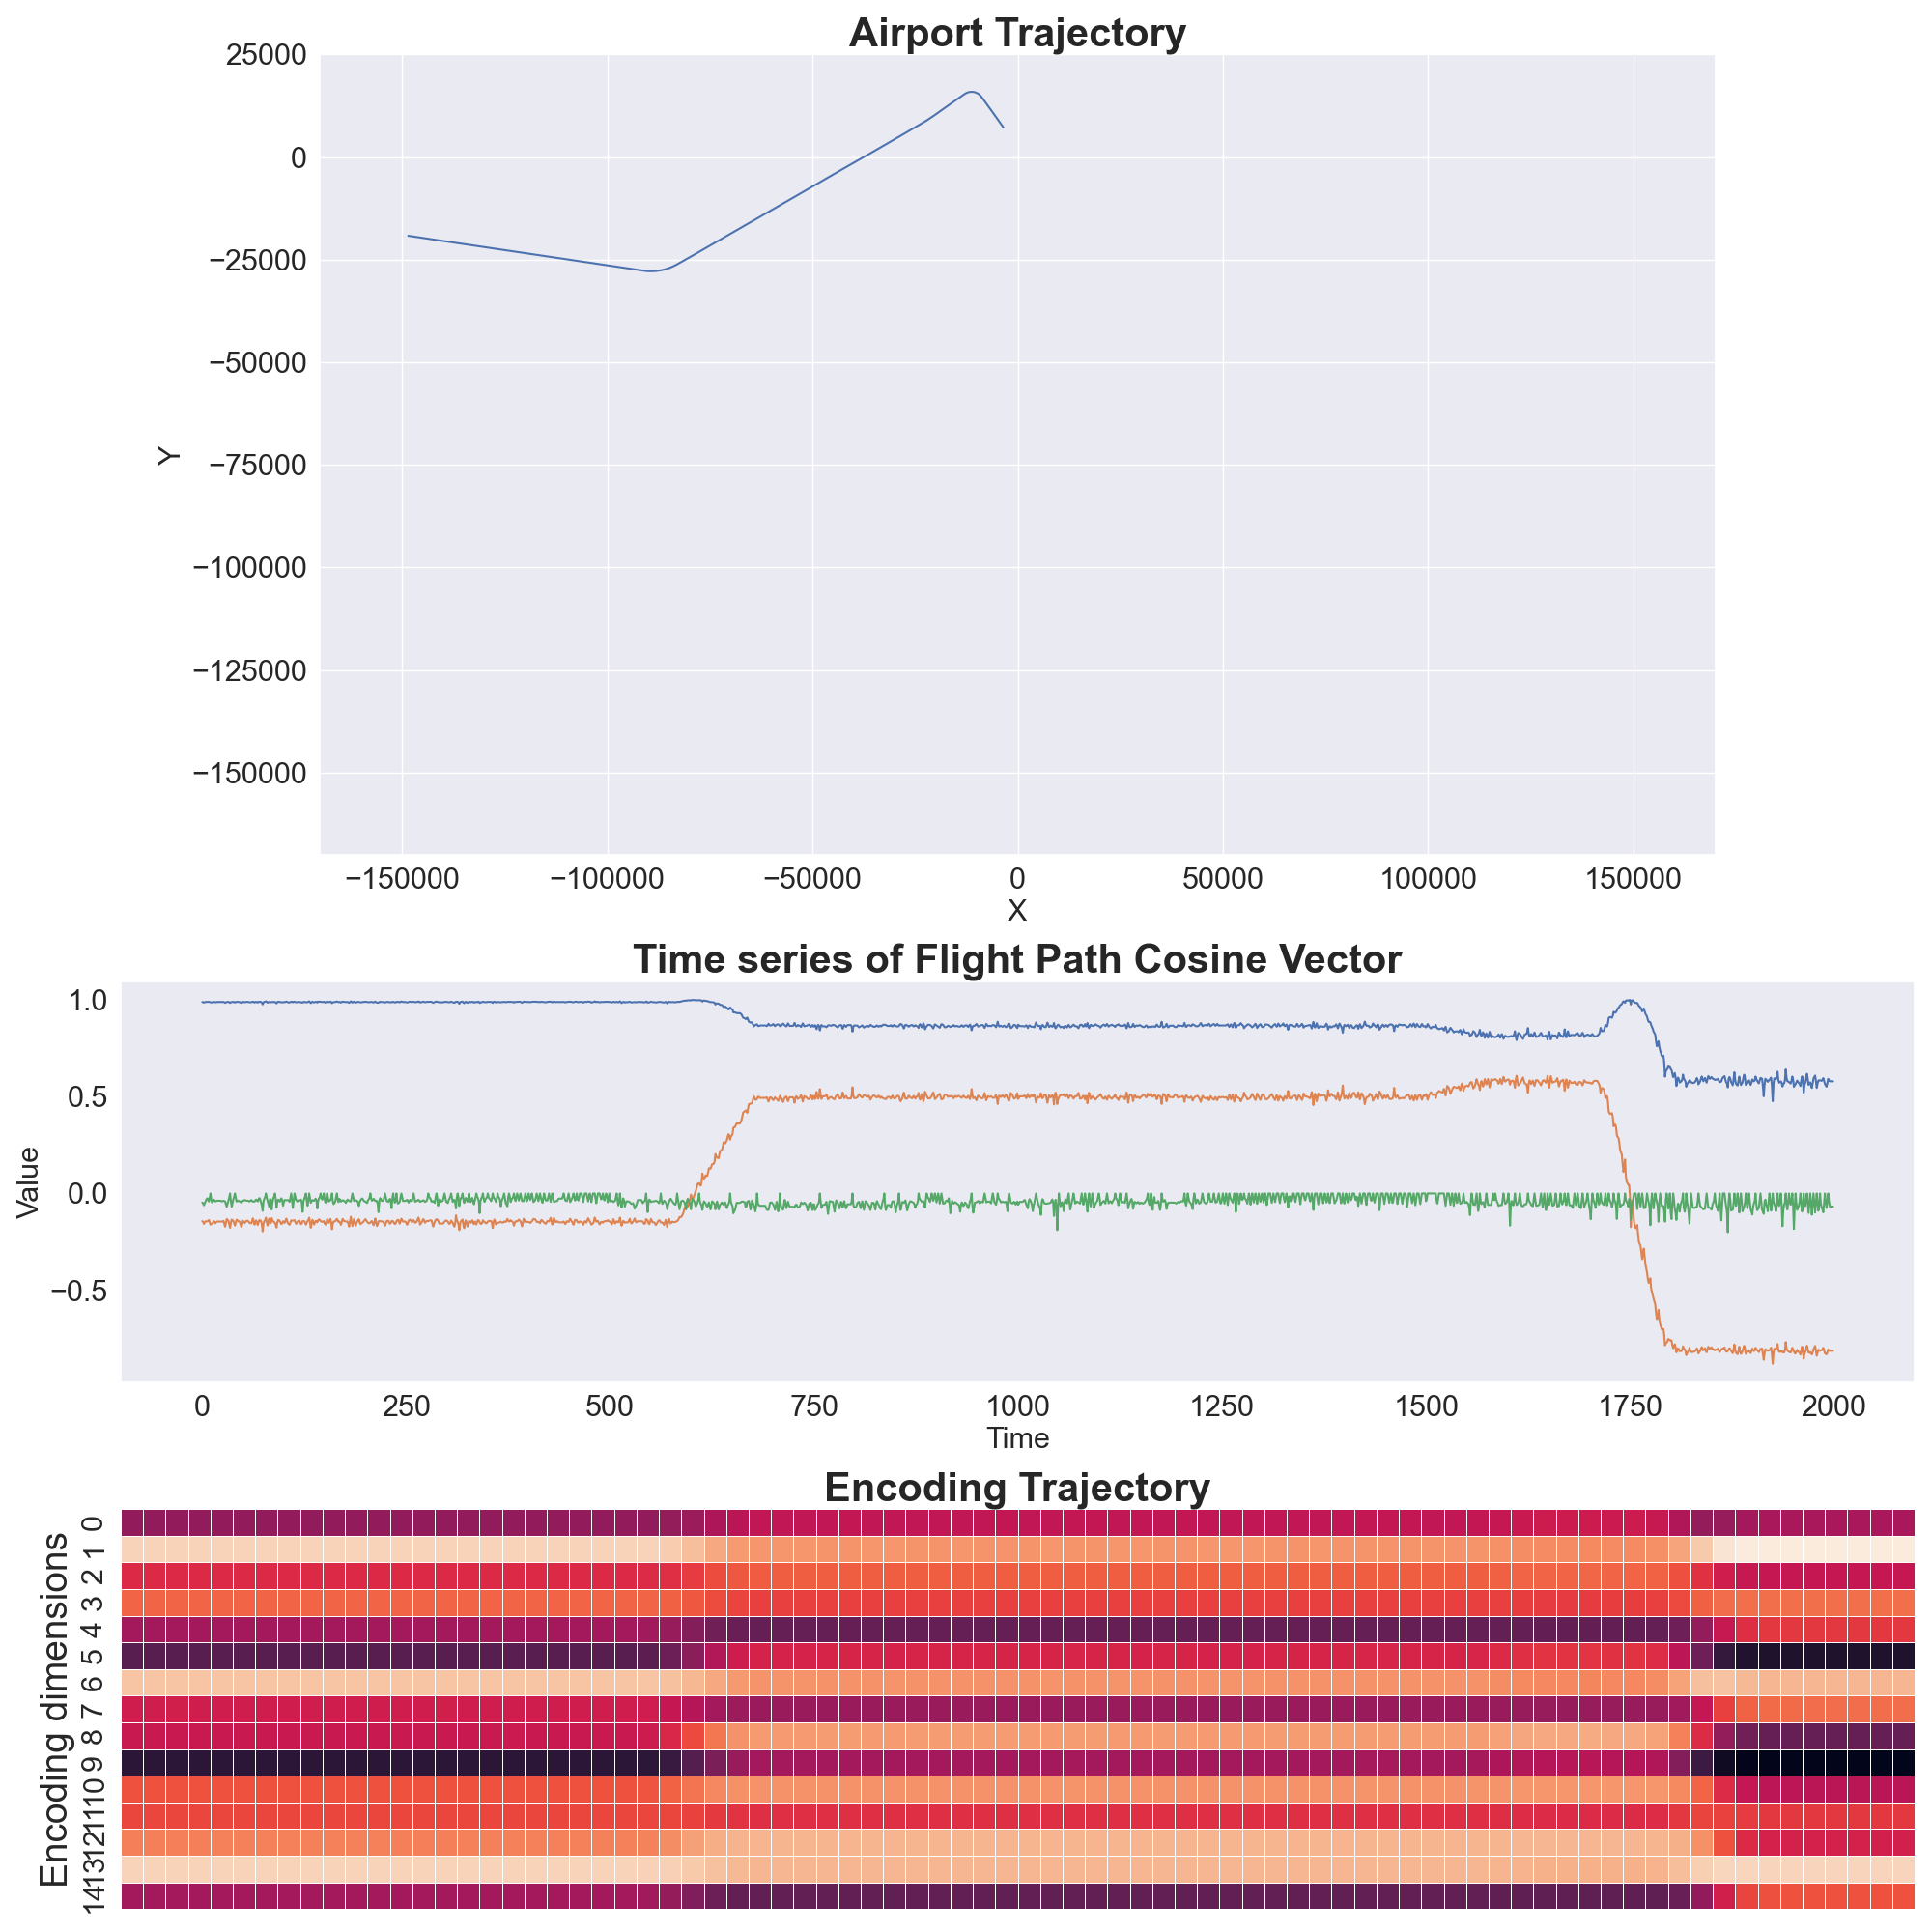 Airport Trajectory
25000
0
−25000
−50000
−75000
−100000
−125000
−150000
Y
−150000 −100000 −50000 0 50000 100000 150000
X
Time series of Flight Path Cosine Vector
1.0
0.5
0.0
−0.5
Value
0 250 500 750 1000 1250 1500 1750 2000
Time
Encoding Trajectory
Encoding dimensions
0
1
2
3
4
5
6
7
8
9
10
11
12
13
14